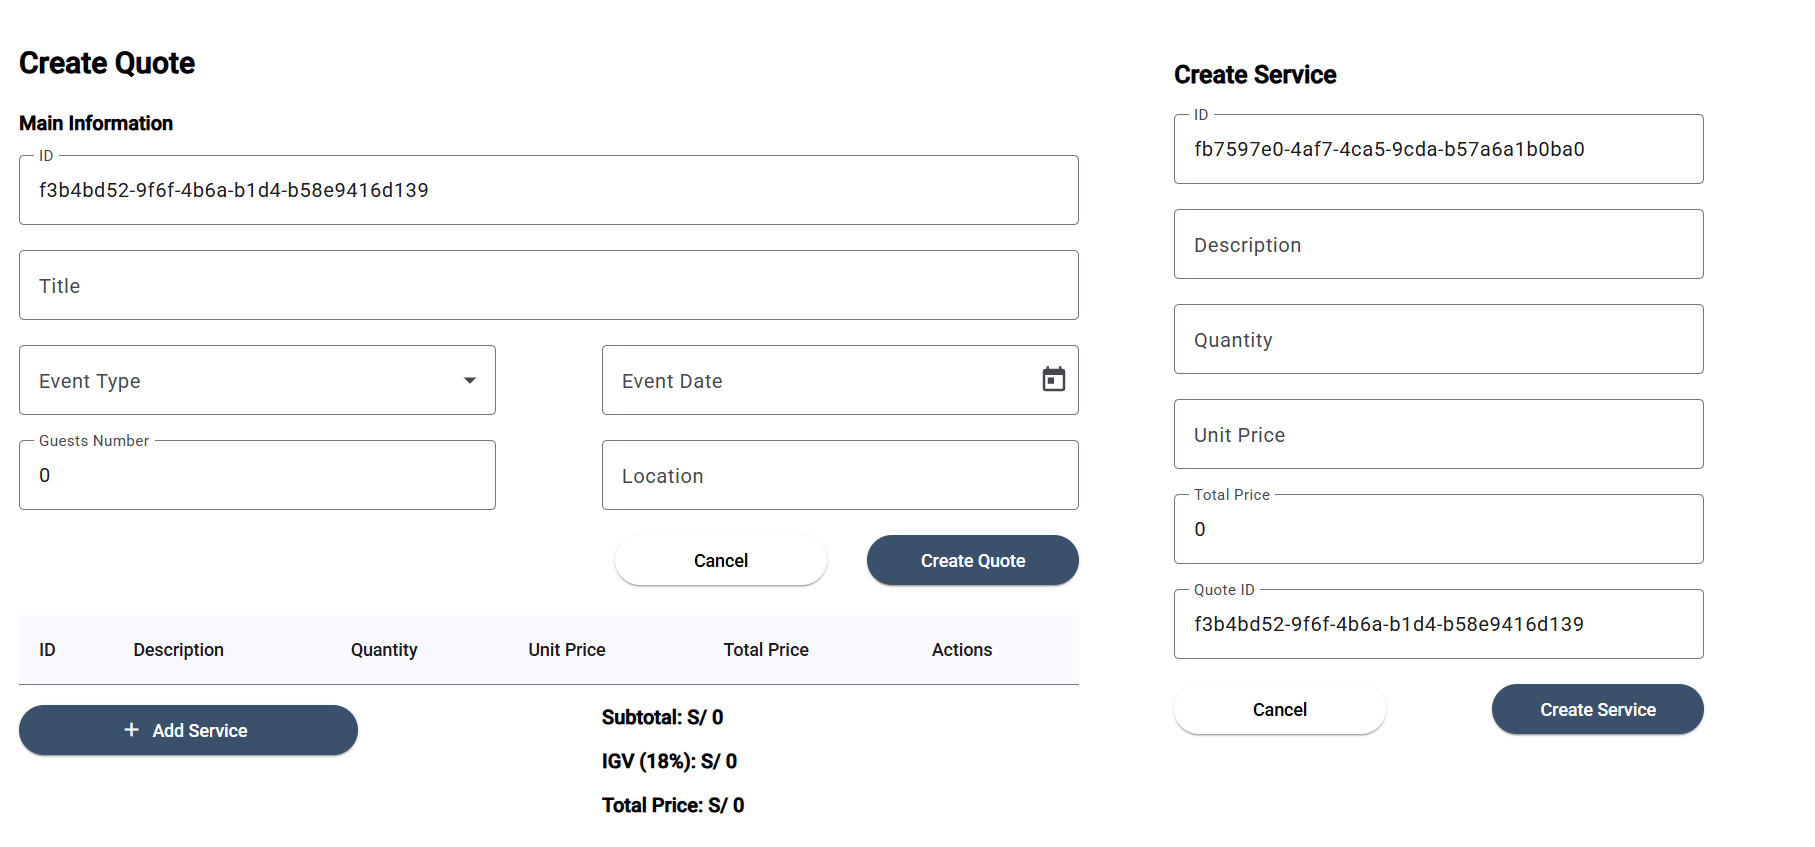 Create Quote
Main Information
ID
f3b4bd52-9f6f-4b6a-b1d4-b58e9416d139
Title
Event Type
Event Date
Guests Number
0
Location
Cancel
Create Quote
ID Description Quantity Unit Price Total Price Actions
+ Add Service
Subtotal: S/ 0
IGV (18%): S/ 0
Total Price: S/ 0
Create Service
ID
fb7597e0-4af7-4ca5-9cda-b57a6a1b0ba0
Description
Quantity
Unit Price
Total Price
0
Quote ID
f3b4bd52-9f6f-4b6a-b1d4-b58e9416d139
Cancel
Create Service